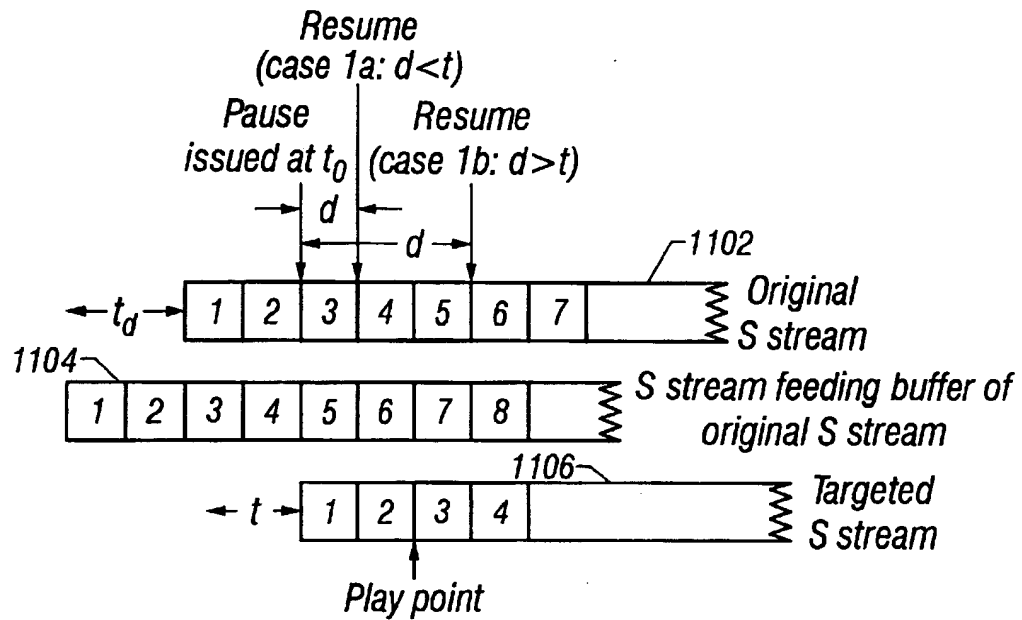 Resume
(case 1a: d<t)
Pause
issued at t0
Resume
(case 1b: d>t)
d
d
1102
td
1 2 3 4 5 6 7
Original
S stream
1104
1 2 3 4 5 6 7 8
S stream feeding buffer of
original S stream
1106
t
1 2 3 4
Targeted
S stream
Play point